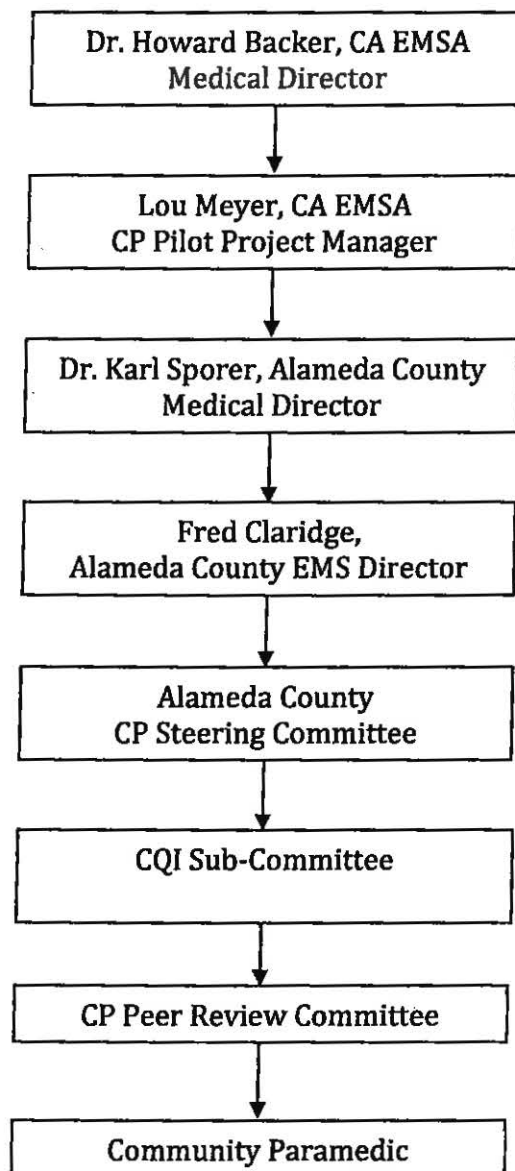 Dr. Howard Backer, CA EMSA
Medical Director
Lou Meyer, CA EMSA
CP Pilot Project Manager
Dr. Karl Sporer, Alameda County
Medical Director
Fred Claridge,
Alameda County EMS Director
Alameda County
CP Steering Committee
CQI Sub-Committee
CP Peer Review Committee
Community Paramedic